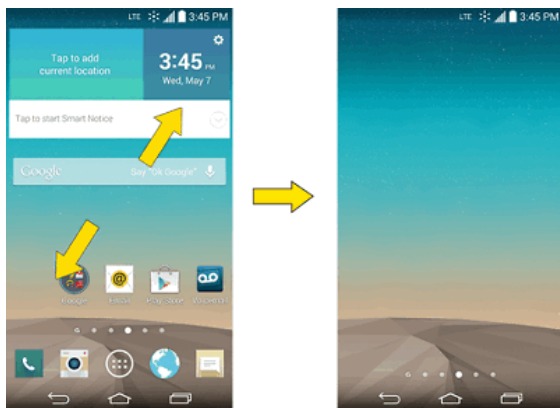 LTE 3:45 PM
Tap to add
current location
3:45 PM
Wed, May 7
Tap to start Smart Notice
Google
Say "Ok Google"
Google
Email
Play Store
Voicemail
G
LTE 3:45 PM
G